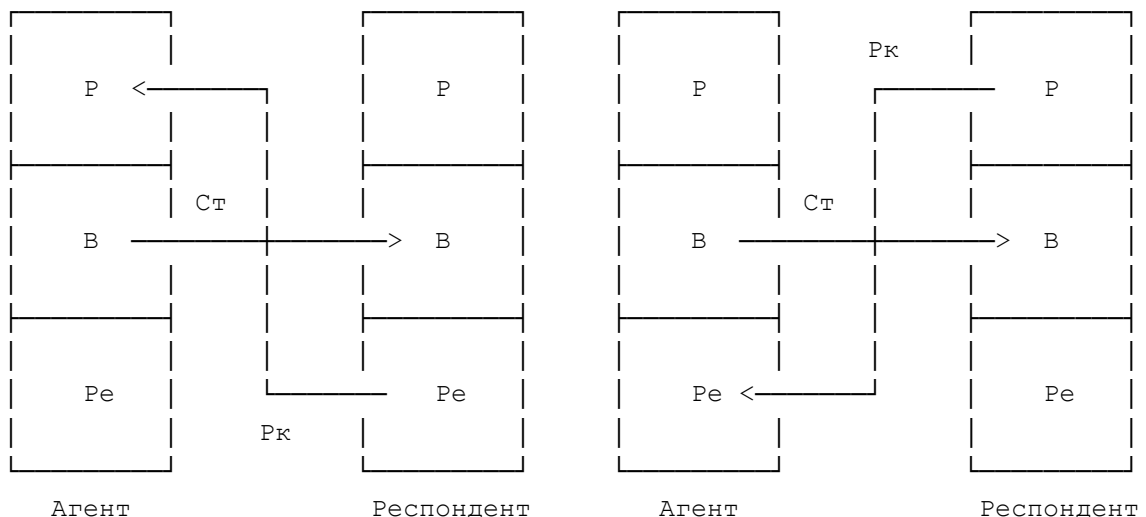 Рк
Р Р Р Р
Ст Ст
В В В В
Ре Ре Ре Ре
Рк
Агент Респондент Агент Респондент